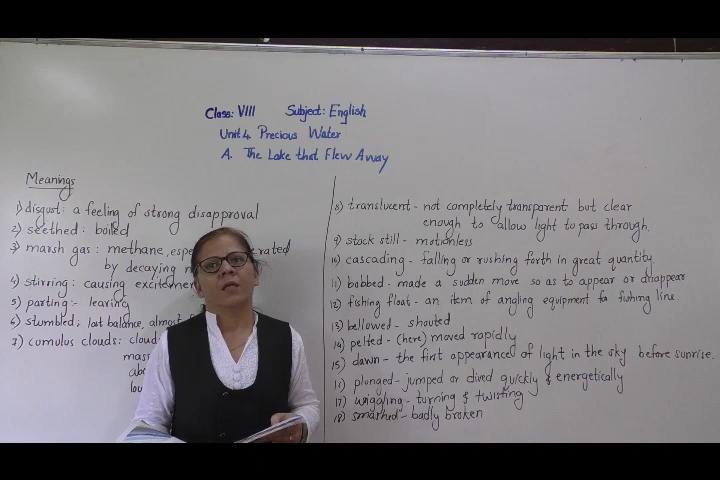 Class: VIII Subject: English
Unit 4 Precious Water
A. The Lake that Flew Away
Meanings
1) disgust: a feeling of strong disapproval
2) seethed: boiled
3) marsh gas: methane,
by decaying
4) stirring: causing excitement
5) parting:- leaving
6) stumbled: lost balance, almost
7) cumulus clouds: clouds
8) translucent - not completely transparent but clear
enough to allow light to pass through.
9) stock still - motionless
10) cascading - falling or rushing forth in great quantity
11) bobbed - made a sudden move so as to appear or disappear
12) fishing float - an item of angling equipment for fishing line.
13) bellowed - shouted
14) pelted - (here) moved rapidly
15) dawn - the first appearance of light in the sky before sunrise.
16) plunged - jumped or dived quickly & energetically
17) wiggling - turning & twisting
18) smashed - badly broken